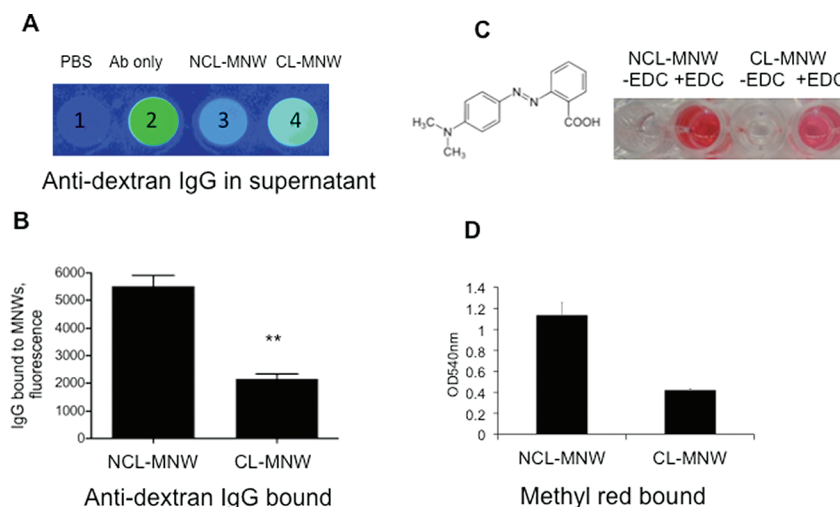 A
PBS Ab only NCL-MNW CL-MNW
1 2 3 4
Anti-dextran IgG in supernatant
B
IgG bound to MNWs,
fluorescence
6000
5000
4000
3000
2000
1000
0
**
NCL-MNW CL-MNW
Anti-dextran IgG bound
C
N
N
COOH
H₃C
N
CH₃
NCL-MNW CL-MNW
-EDC +EDC -EDC +EDC
D
OD540nm
1.4
1.2
1
0.8
0.6
0.4
0.2
0
NCL-MNW CL-MNW
Methyl red bound